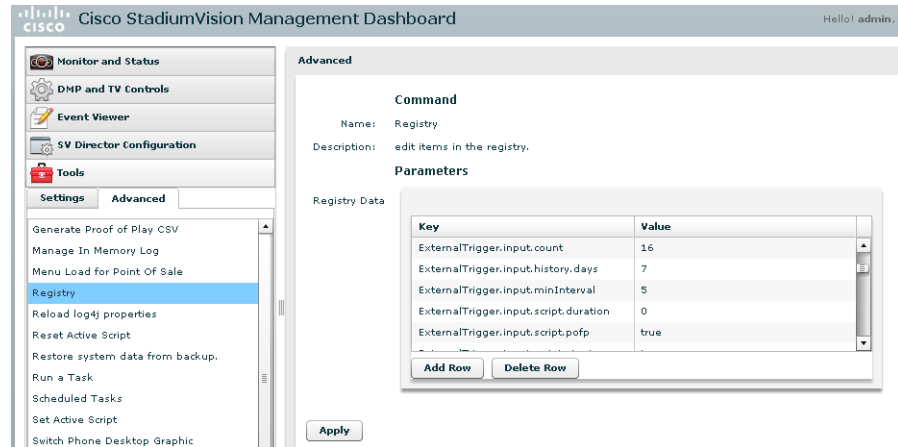 CISCO
Cisco StadiumVision Management Dashboard
Hello! admin,
Monitor and Status
DMP and TV Controls
Event Viewer
SV Director Configuration
Tools
Settings
Advanced
Generate Proof of Play CSV
Manage In Memory Log
Menu Load for Point Of Sale
Registry
Reload log4j properties
Reset Active Script
Restore system data from backup.
Run a Task
Scheduled Tasks
Set Active Script
Switch Phone Desktop Graphic
Advanced
Command
Name: Registry
Description: edit items in the registry.
Parameters
Registry Data
Key Value
ExternalTrigger.input.count 16
ExternalTrigger.input.history.days 7
ExternalTrigger.input.minInterval 5
ExternalTrigger.input.script.duration 0
ExternalTrigger.input.script.pofp true
Add Row
Delete Row
Apply